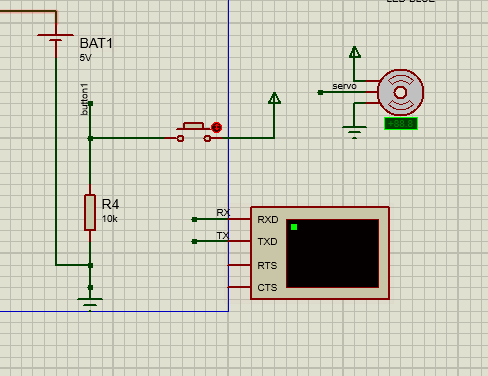 BAT1
5V
button1
servo
R4
10k
RX
RXD
TX
TXD
RTS
CTS